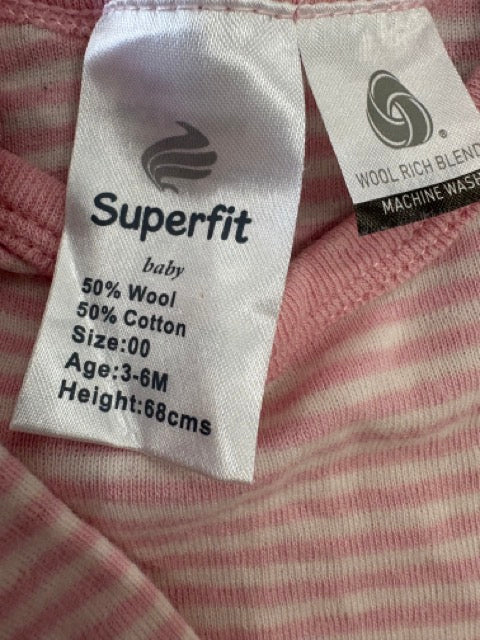 Superfit
baby
50% Wool
50% Cotton
Size:00
Age:3-6M
Height:68cms
WOOL RICH BLEND
MACHINE WASH